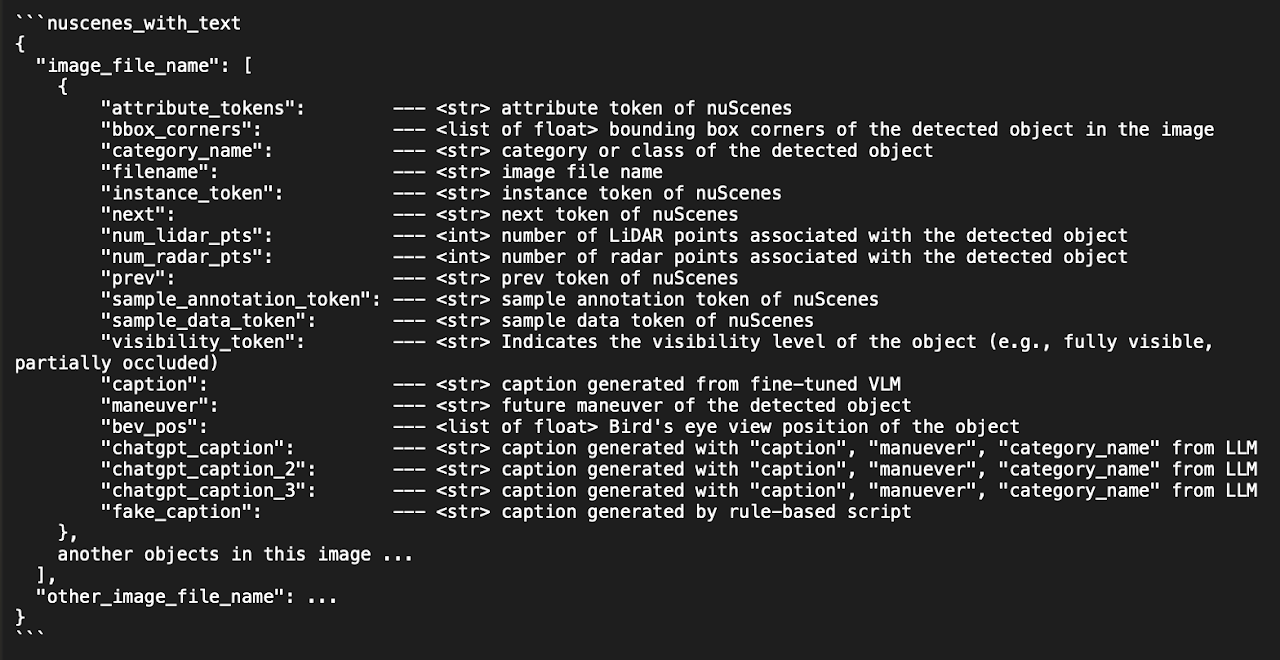 ```nuscenes_with_text
{
  "image_file_name": [
    {
        "attribute_tokens":        --- <str> attribute token of nuScenes
        "bbox_corners":            --- <list of float> bounding box corners of the detected object in the image
        "category_name":           --- <str> category or class of the detected object
        "filename":                --- <str> image file name
        "instance_token":          --- <str> instance token of nuScenes
        "next":                    --- <str> next token of nuScenes
        "num_lidar_pts":           --- <int> number of LiDAR points associated with the detected object
        "num_radar_pts":           --- <int> number of radar points associated with the detected object
        "prev":                    --- <str> prev token of nuScenes
        "sample_annotation_token": --- <str> sample annotation token of nuScenes
        "sample_data_token":       --- <str> sample data token of nuScenes
        "visibility_token":        --- <str> Indicates the visibility level of the object (e.g., fully visible,
partially occluded)
        "caption":                 --- <str> caption generated from fine-tuned VLM
        "maneuver":                --- <str> future maneuver of the detected object
        "bev_pos":                 --- <list of float> Bird's eye view position of the object
        "chatgpt_caption":         --- <str> caption generated with "caption", "manuever", "category_name" from LLM
        "chatgpt_caption_2":       --- <str> caption generated with "caption", "manuever", "category_name" from LLM
        "chatgpt_caption_3":       --- <str> caption generated with "caption", "manuever", "category_name" from LLM
        "fake_caption":            --- <str> caption generated by rule-based script
    },
    another objects in this image ...
  ],
  "other_image_file_name": ...
}
```